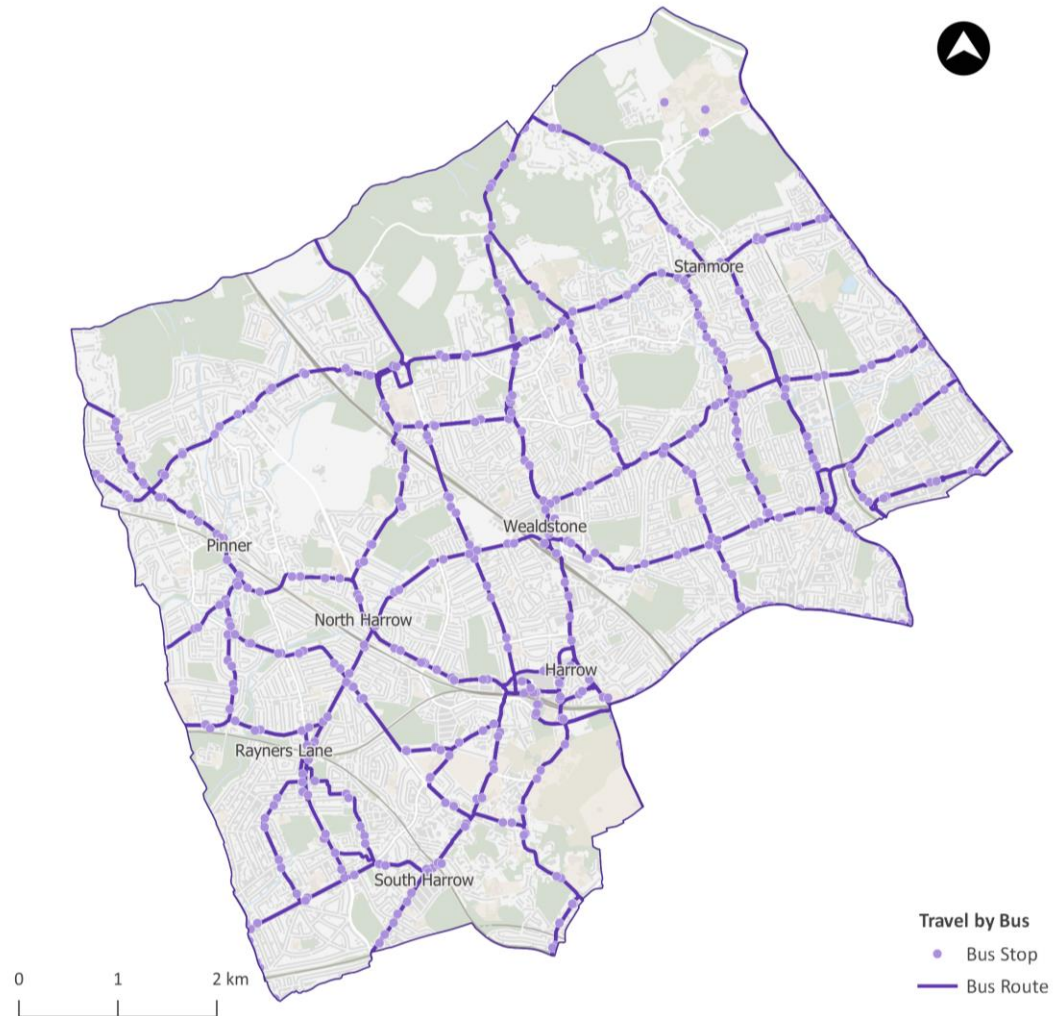 Stanmore
Wealdstone
Pinner
North Harrow
Harrow
Rayners Lane
South Harrow
Travel by Bus
Bus Stop
Bus Route
0 1 2 km